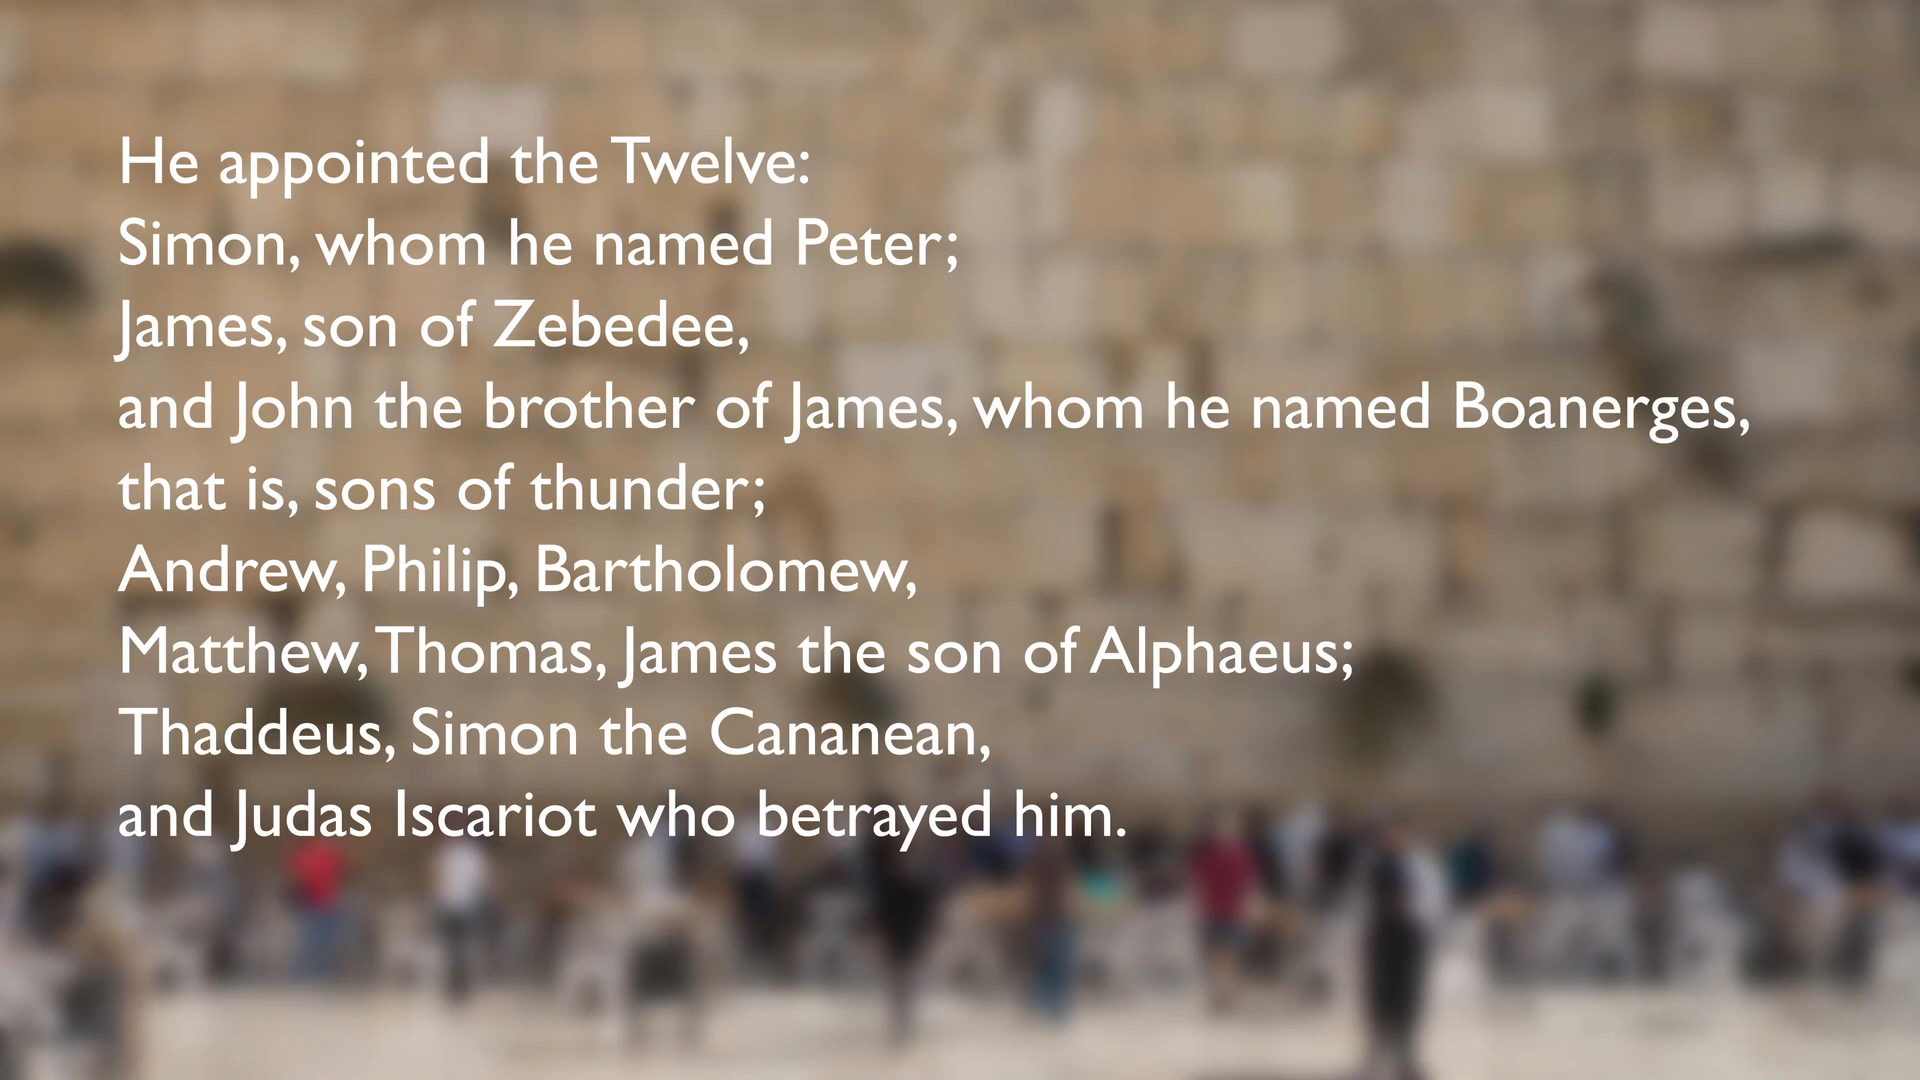 He appointed the Twelve:
Simon, whom he named Peter;
James, son of Zebedee,
and John the brother of James, whom he named Boanerges,
that is, sons of thunder;
Andrew, Philip, Bartholomew,
Matthew, Thomas, James the son of Alphaeus;
Thaddeus, Simon the Cananean,
and Judas Iscariot who betrayed him.